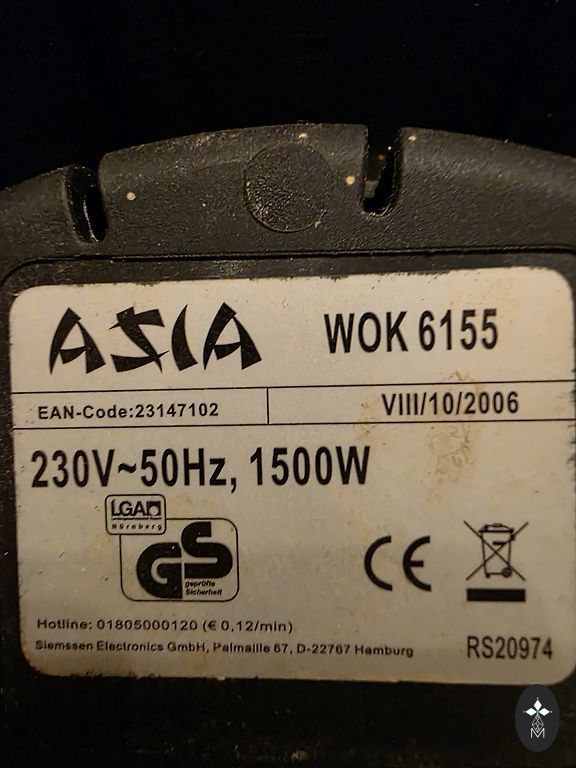 ASIA
WOK 6155
EAN-Code:23147102
VIII/10/2006
230V~50Hz, 1500W
LGA
Nürnberg
GS
geprüfte
Sicherheit
CE
Hotline: 01805000120 (€ 0,12/min)
Siemssen Electronics GmbH, Palmaille 67, D-22767 Hamburg
RS20974
M